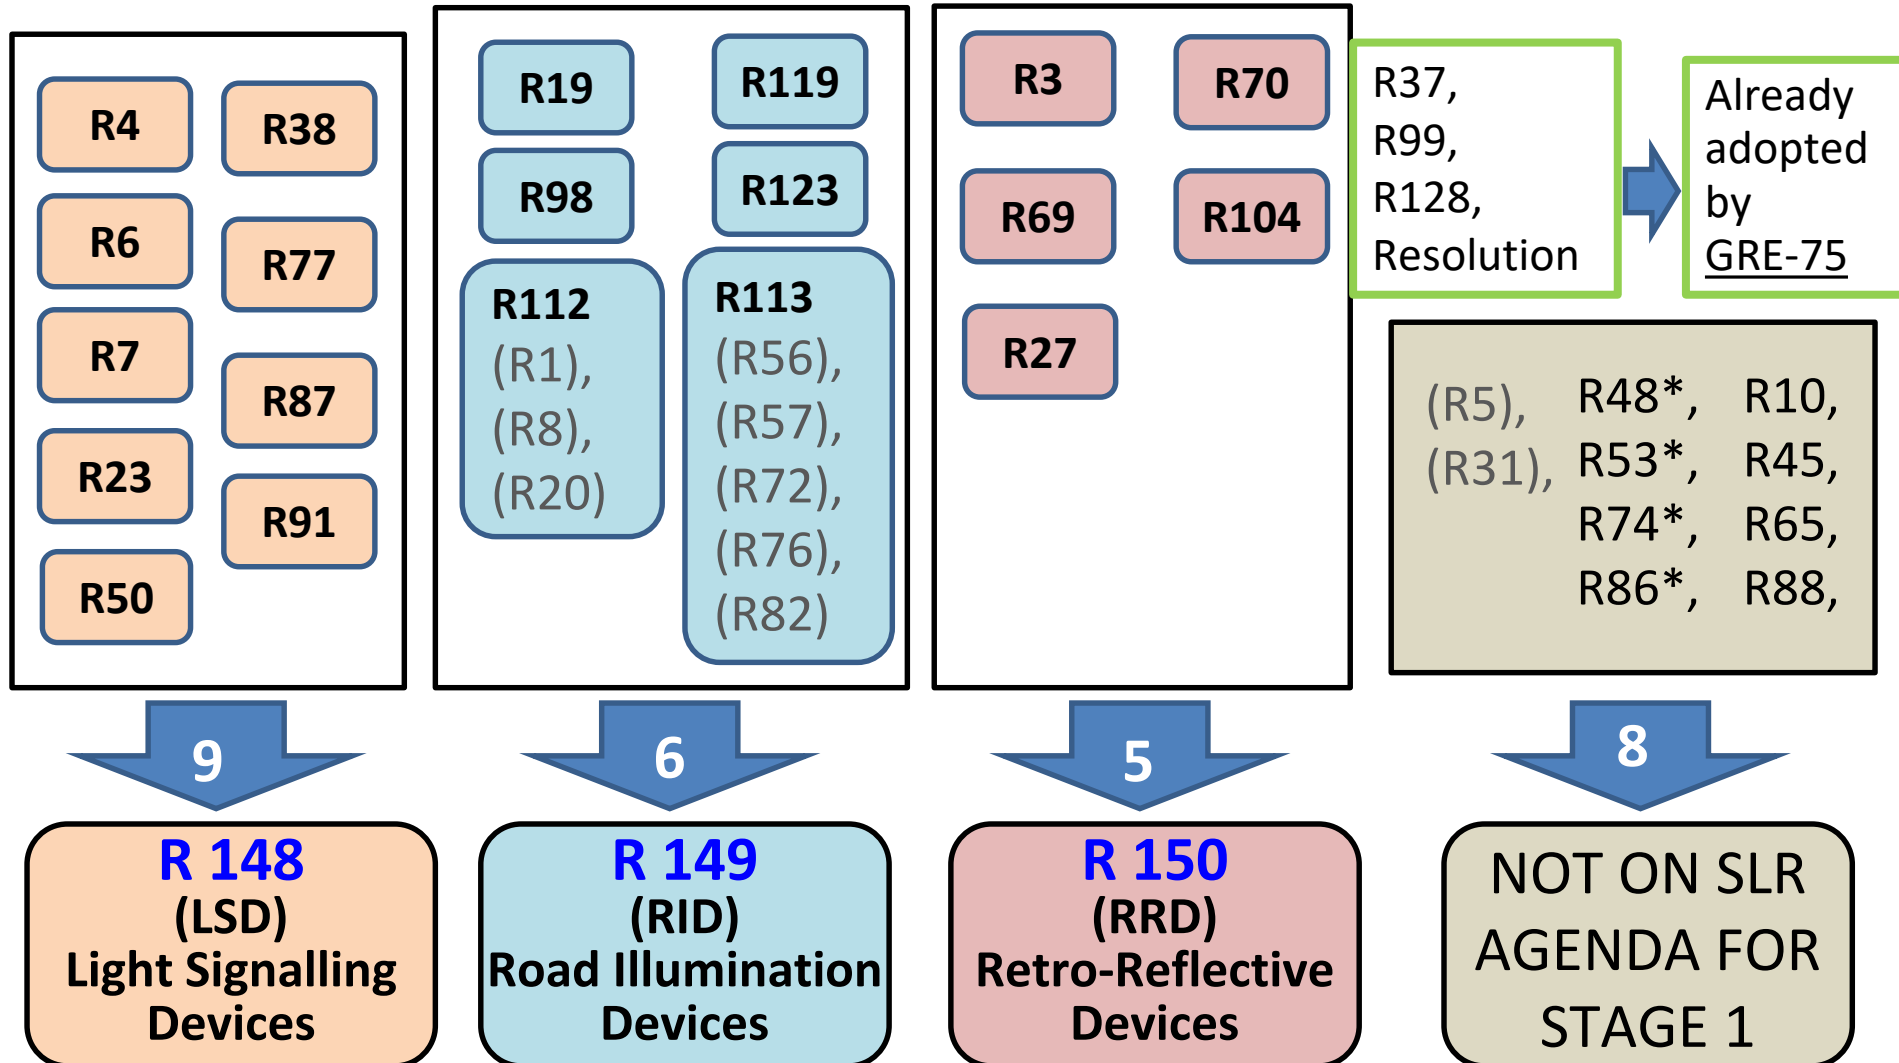 R4
R6
R7
R23
R50
R38
R77
R87
R91
9
R 148
(LSD)
Light Signalling
Devices
R19
R98
R112
(R1),
(R8),
(R20)
R119
R123
R113
(R56),
(R57),
(R72),
(R76),
(R82)
6
R 149
(RID)
Road Illumination
Devices
R3
R69
R27
R70
R104
5
R 150
(RRD)
Retro-Reflective
Devices
R37,
R99,
R128,
Resolution
Already
adopted
by
GRE-75
(R5),
(R31),
R48*,
R53*,
R74*,
R86*,
R10,
R45,
R65,
R88,
8
NOT ON SLR
AGENDA FOR
STAGE 1